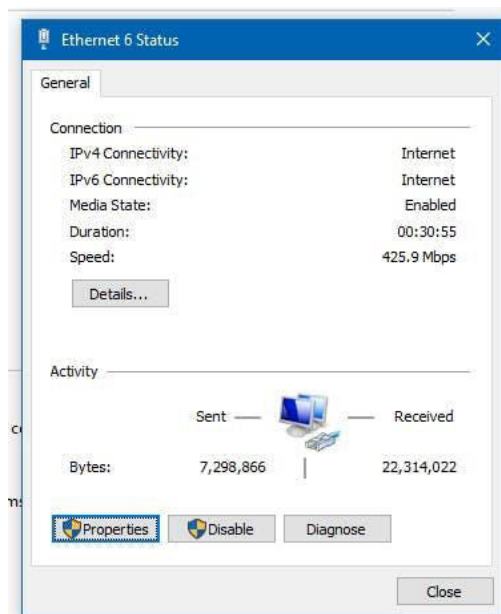 Ethernet 6 Status
General
Connection
IPv4 Connectivity: Internet
IPv6 Connectivity: Internet
Media State: Enabled
Duration: 00:30:55
Speed: 425.9 Mbps
Details...
Activity
Sent Received
Bytes: 7,298,866 22,314,022
Properties Disable Diagnose
Close